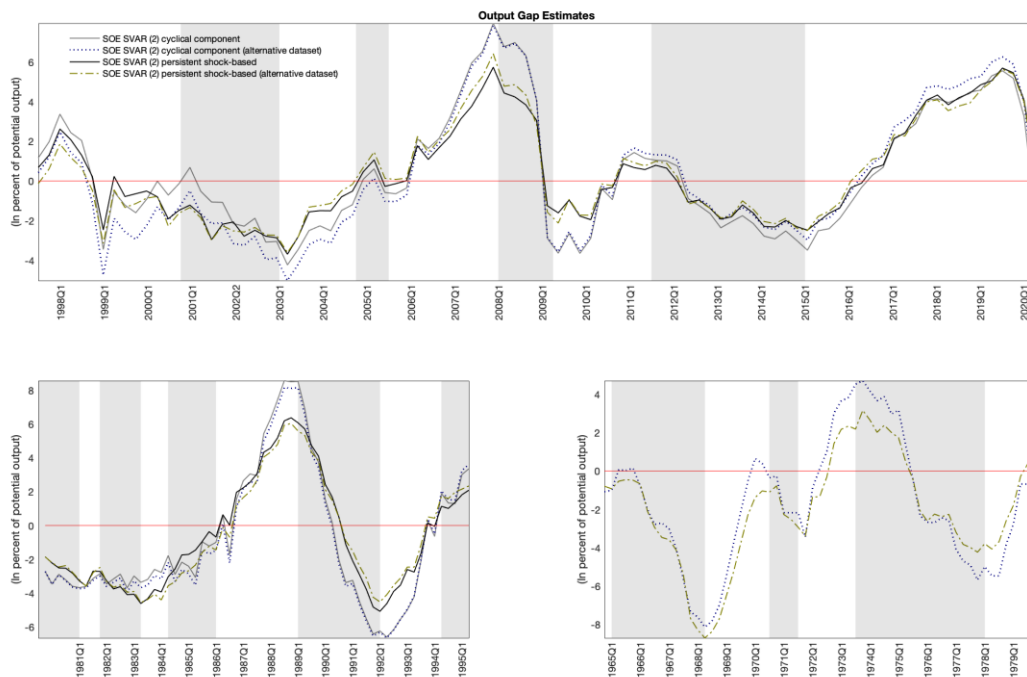 Output Gap Estimates
SOE SVAR (2) cyclical component
SOE SVAR (2) cyclical component (alternative dataset)
SOE SVAR (2) persistent shock-based
SOE SVAR (2) persistent shock-based (alternative dataset)
(In percent of potential output)
6
4
2
0
-2
-4
1998Q1
1999Q1
2000Q1
2001Q1
2002Q2
2003Q1
2004Q1
2005Q1
2006Q1
2007Q1
2008Q1
2009Q1
2010Q1
2011Q1
2012Q1
2013Q1
2014Q1
2015Q1
2016Q1
2017Q1
2018Q1
2019Q1
2020Q1
(In percent of potential output)
8
6
4
2
0
-2
-4
-6
1981Q1
1982Q1
1983Q1
1984Q1
1985Q1
1986Q1
1987Q1
1988Q1
1989Q1
1990Q1
1991Q1
1992Q1
1993Q1
1994Q1
1995Q1
(In percent of potential output)
4
2
0
-2
-4
-6
-8
1965Q1
1966Q1
1967Q1
1968Q1
1969Q1
1970Q1
1971Q1
1972Q1
1973Q1
1974Q1
1975Q1
1976Q1
1977Q1
1978Q1
1979Q1